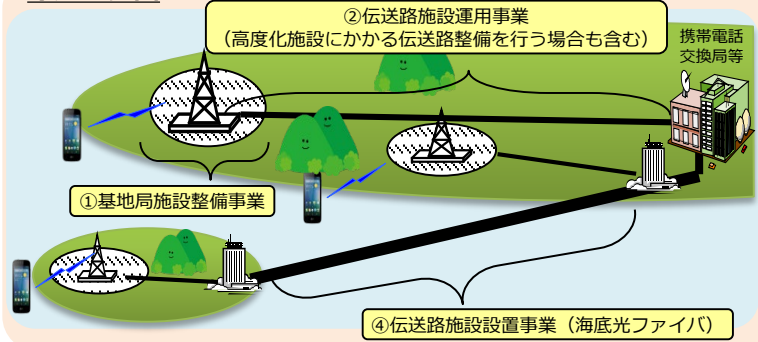 ②伝送路施設運用事業
(高度化施設にかかる伝送路整備を行う場合も含む)
携帯電話
交換局等
①基地局施設整備事業
④伝送路施設設置事業(海底光ファイバ)